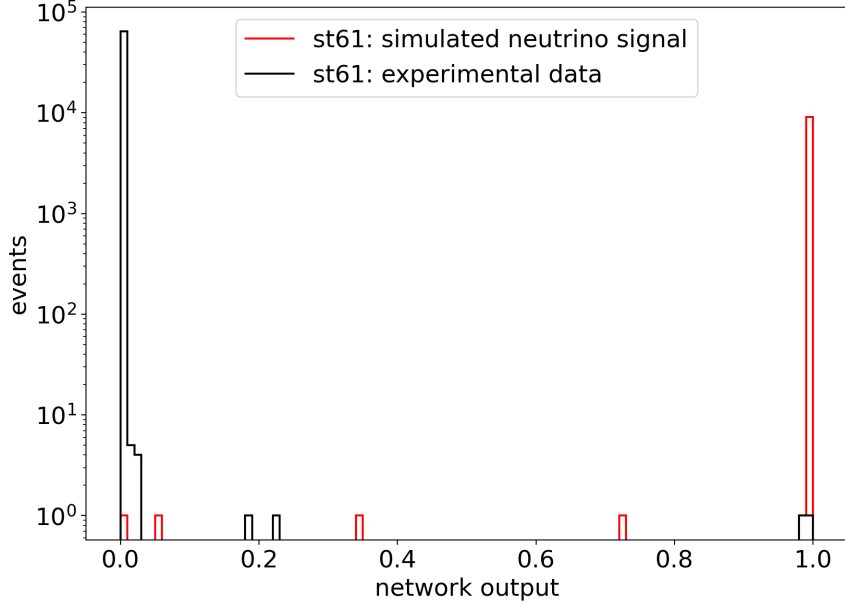 st61: simulated neutrino signal
st61: experimental data
10^5
10^4
10^3
10^2
10^1
10^0
events
0.0 0.2 0.4 0.6 0.8 1.0
network output